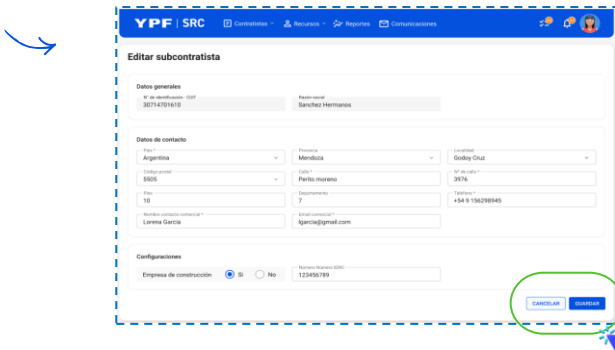 YPF | SRC Contratistas Recursos Reportes Comunicaciones
Editar subcontratista
Datos generales
N° de identificación - CUIT Razón social
30714701610 Sanchez Hermanos
Datos de contacto
País * Provincia Localidad
Argentina Mendoza Godoy Cruz
Código postal Calle * N° de calle *
5505 Perito moreno 3976
Piso Departamento Teléfono *
10 7 +54 9 156298945
Nombre contacto comercial * Email comercial *
Lorena García lgarcia@gmail.com
Configuraciones
Número IERIC
Empresa de construcción Si No 123456789
CANCELAR GUARDAR